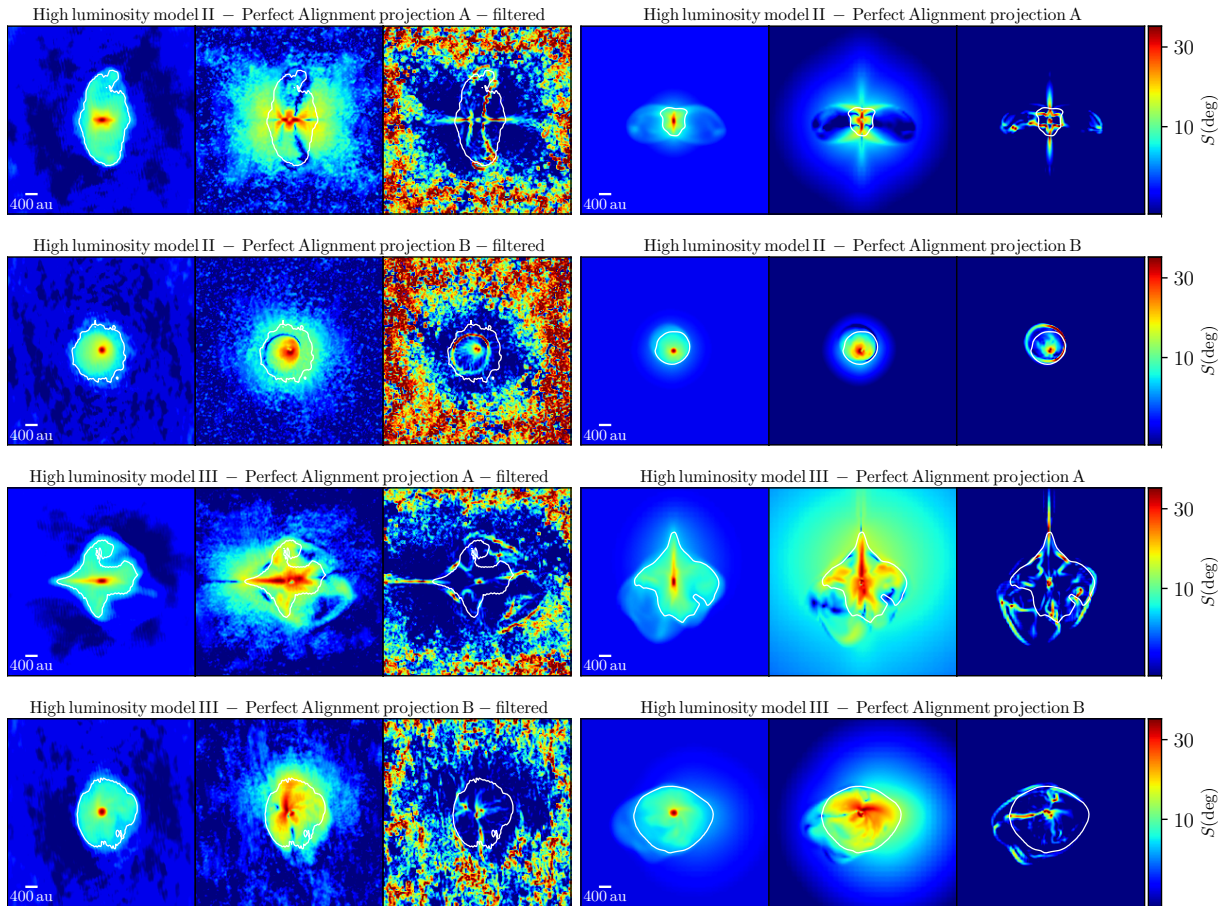 High luminosity model II − Perfect Alignment projection A − filtered
High luminosity model II − Perfect Alignment projection A
400 au
400 au
35
10
S(deg)
High luminosity model II − Perfect Alignment projection B − filtered
High luminosity model II − Perfect Alignment projection B
400 au
400 au
30
10
S(deg)
High luminosity model III − Perfect Alignment projection A − filtered
High luminosity model III − Perfect Alignment projection A
400 au
400 au
30
10
S(deg)
High luminosity model III − Perfect Alignment projection B − filtered
High luminosity model III − Perfect Alignment projection B
400 au
400 au
30
10
S(deg)